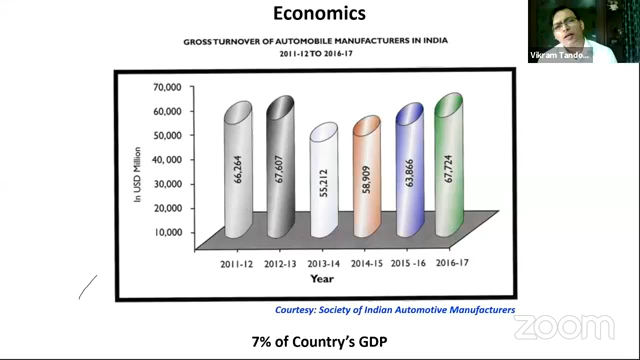 Economics
Vikram Tando...
GROSS TURNOVER OF AUTOMOBILE MANUFACTURERS IN INDIA
2011-12 TO 2016-17
In USD Million
70,000
60,000
50,000
40, 000
30,000
20,000
10,000
66,264
67,607
55,212
58,909
63,866
67,724
2011-12 2012-13 2013-14 2014-15 2015 -16 2016-17
Year
Courtesy: Society of Indian Automotive Manufacturers
zoom
7% of Country's GDP